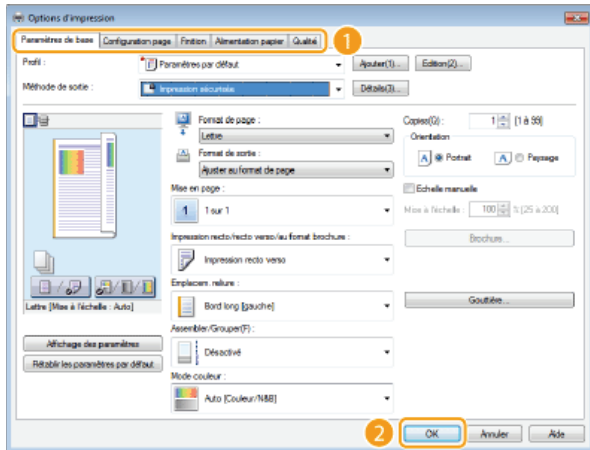 Options d'impression
Paramètres de base Configuration page Finition Alimentation papier Qualité 1
Profil : Paramètres par défaut Ajouter(1)... Edition(2)...
Méthode de sortie : Impression sécurisée Détails(3)...
Format de page :
Lettre
Format de sortie :
Ajuster au format de page
Mise en page :
1 1 sur 1
Impression recto/recto verso/au format brochure :
Impression recto verso
Emplacem. reliure :
Bord long [gauche]
Assembler/Grouper(F) :
Désactivé
Mode couleur :
Auto [Couleur/N&B]
Copies(Q) : 1 [1 à 99]
Orientation
A Portrait A Paysage
Echelle manuelle
Mise à l'échelle : 100 % [25 à 200]
Brochure...
Gouttière...
Lettre [Mise à l'échelle : Auto]
Affichage des paramètres
Rétablir les paramètres par défaut
2 OK Annuler Aide